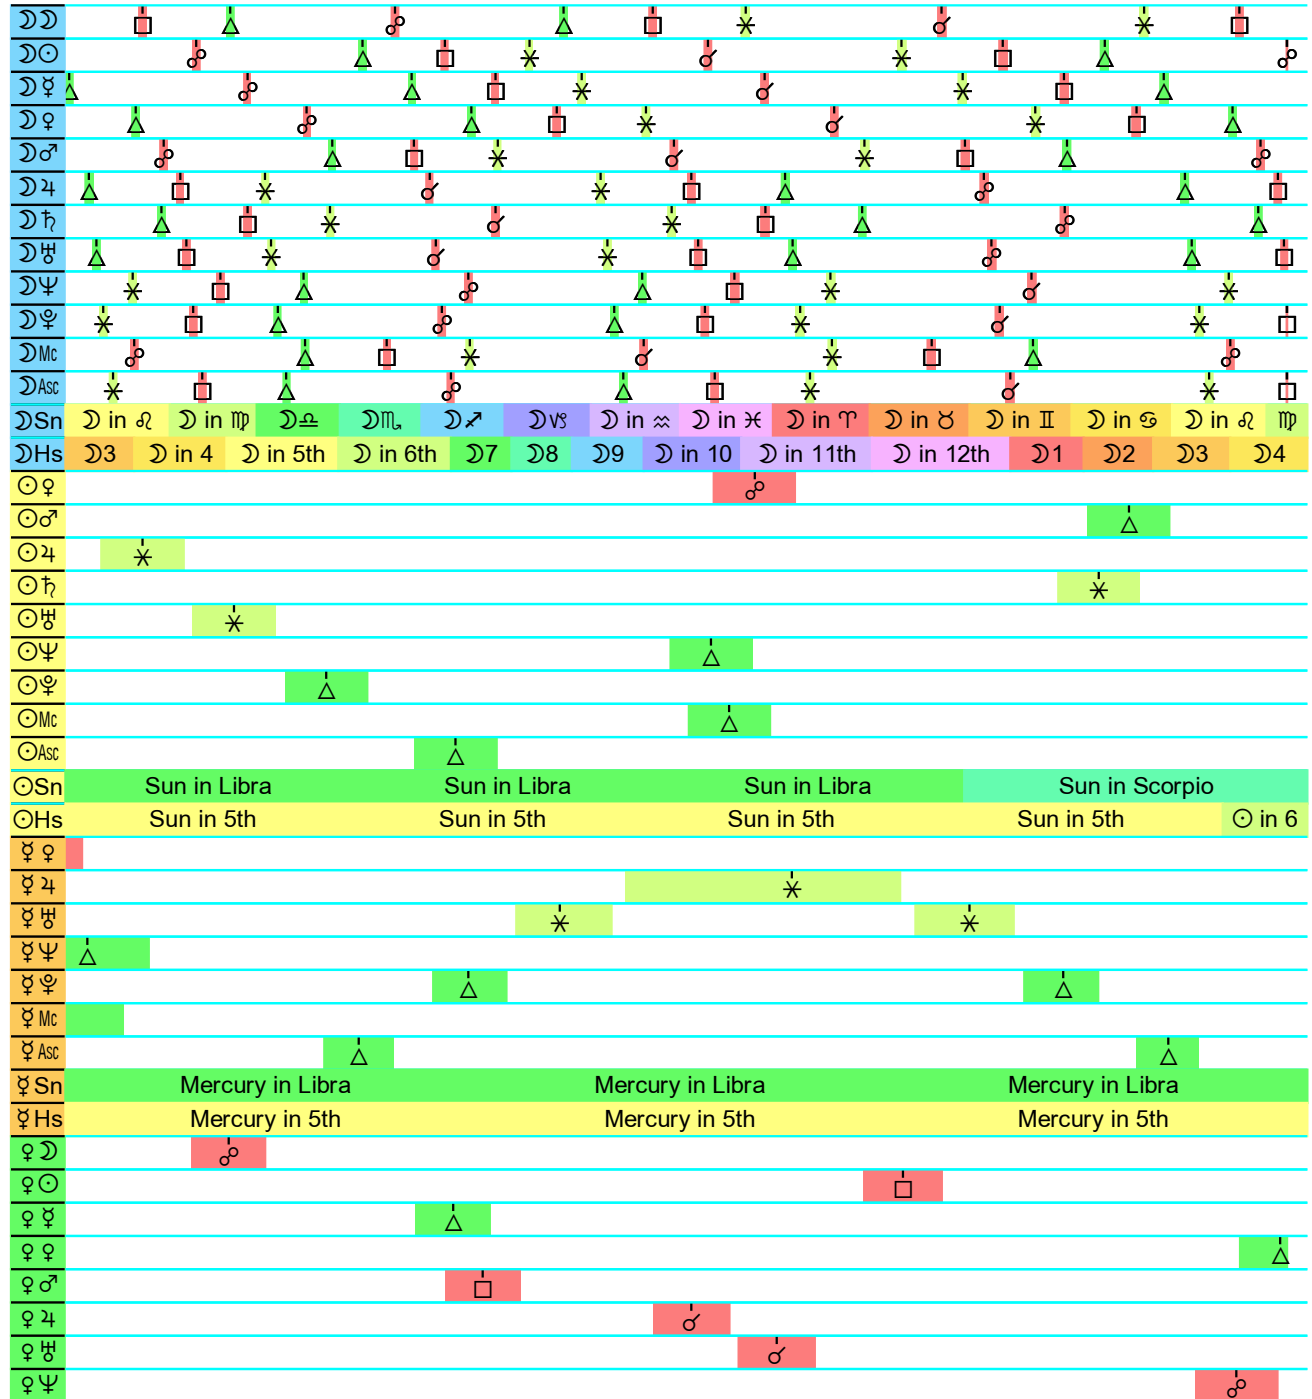 ☽☽ □ △ ☍ △ □ ⚹ ☌ ⚹ □
☽☉ ☍ △ □ ⚹ ☌ ⚹ □ △ ☍
☽☿ △ ☍ △ □ ⚹ ☌ ⚹ □ △
☽♀ △ ☍ △ □ ⚹ ☌ ⚹ □ △
☽♂ ☍ △ □ ⚹ ☌ ⚹ □ △ ☍
☽♃ △ □ ⚹ ☌ ⚹ □ △ ☍ △ □
☽♄ △ □ ⚹ ☌ ⚹ □ △ ☍ △
☽♅ △ □ ⚹ ☌ ⚹ □ △ ☍ △ □
☽♆ ⚹ □ △ ☍ △ □ ⚹ ☌ ⚹
☽⯓ ⚹ □ △ ☍ △ □ ⚹ ☌ ⚹ □
☽Mc ☍ △ □ ⚹ ☌ ⚹ □ △ ☍
☽Asc ⚹ □ △ ☍ △ □ ⚹ ☌ ⚹ □
☽Sn ☽ in ♌ ☽ in ♍ ☽♎ ☽♏ ☽♐ ☽♑ ☽ in ♒ ☽ in ♓ ☽ in ♈ ☽ in ♉ ☽ in ♊ ☽ in ♋ ☽ in ♌ ♍
☽Hs ☽3 ☽ in 4 ☽ in 5th ☽ in 6th ☽7 ☽8 ☽9 ☽ in 10 ☽ in 11th ☽ in 12th ☽1 ☽2 ☽3 ☽4
☉♀ ☍
☉♂ △
☉♃ ⚹
☉♄ ⚹
☉♅ ⚹
☉♆ △
☉⯓ △
☉Mc △
☉Asc △
☉Sn Sun in Libra Sun in Libra Sun in Libra Sun in Scorpio
☉Hs Sun in 5th Sun in 5th Sun in 5th Sun in 5th ☉ in 6
☿♀
☿♃ ⚹
☿♅ ⚹ ⚹
☿♆ △
☿⯓ △ △
☿Mc
☿Asc △ △
☿Sn Mercury in Libra Mercury in Libra Mercury in Libra
☿Hs Mercury in 5th Mercury in 5th Mercury in 5th
♀☽ ☍
♀☉ □
♀☿ △
♀♀ △
♀♂ □
♀♃ ☌
♀♅ ☌
♀♆ ☍